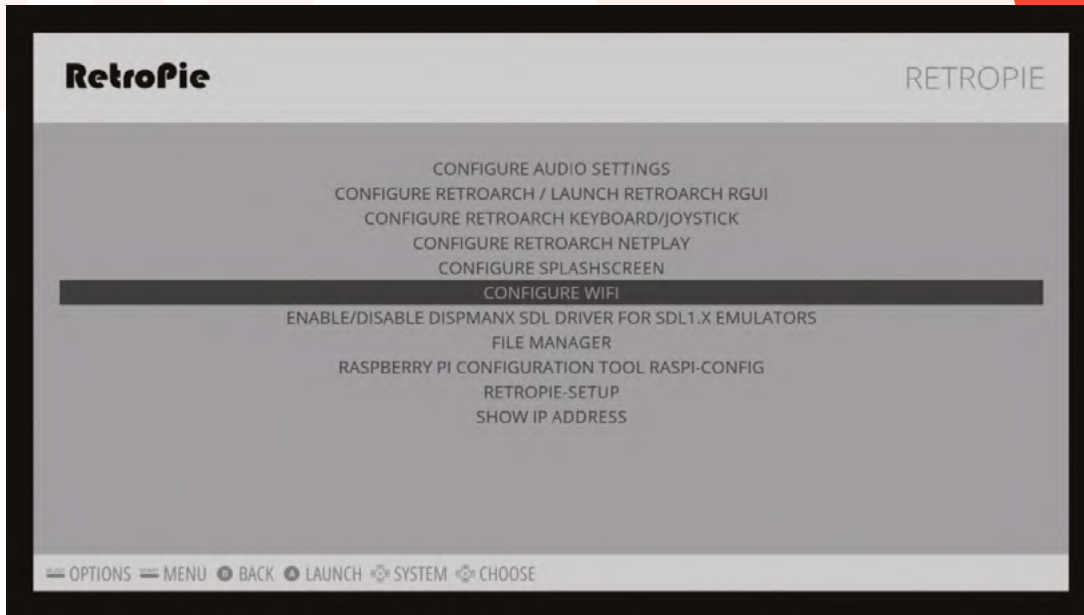 RetroPie
RETROPIE
CONFIGURE AUDIO SETTINGS
CONFIGURE RETROARCH / LAUNCH RETROARCH RGUI
CONFIGURE RETROARCH KEYBOARD/JOYSTICK
CONFIGURE RETROARCH NETPLAY
CONFIGURE SPLASHSCREEN
CONFIGURE WIFI
ENABLE/DISABLE DISPMANX SDL DRIVER FOR SDL1.X EMULATORS
FILE MANAGER
RASPBERRY PI CONFIGURATION TOOL RASPI-CONFIG
RETROPIE-SETUP
SHOW IP ADDRESS
SELECT OPTIONS START MENU B BACK A LAUNCH SYSTEM CHOOSE